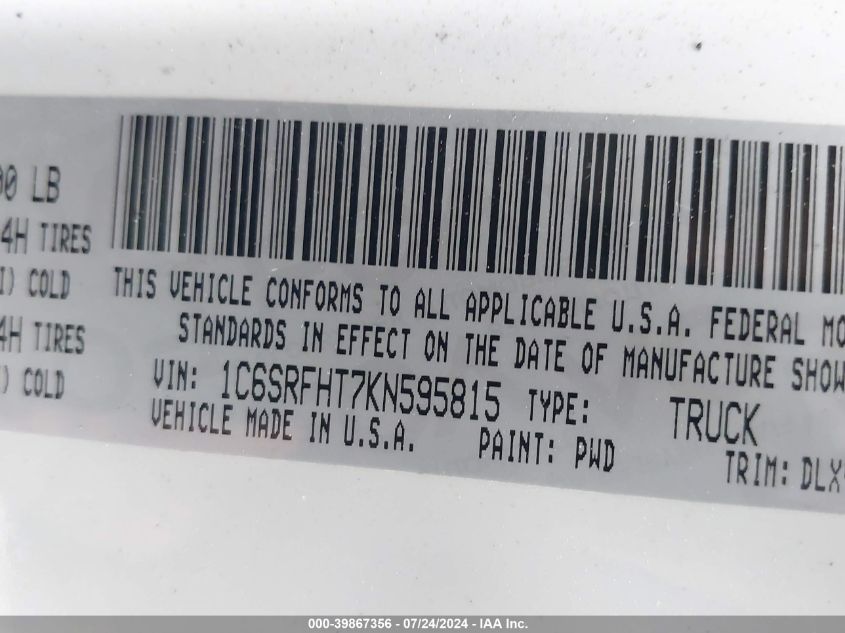 00 LB
4H TIRES
I) COLD
4H TIRES
) COLD
THIS VEHICLE CONFORMS TO ALL APPLICABLE U.S.A. FEDERAL MO
STANDARDS IN EFFECT ON THE DATE OF MANUFACTURE SHOW
VIN: 1C6SRFHT7KN595815 TYPE: TRUCK
VEHICLE MADE IN U.S.A. PAINT: PWD TRIM: DLX
000-39867356 - 07/24/2024 - IAA Inc.